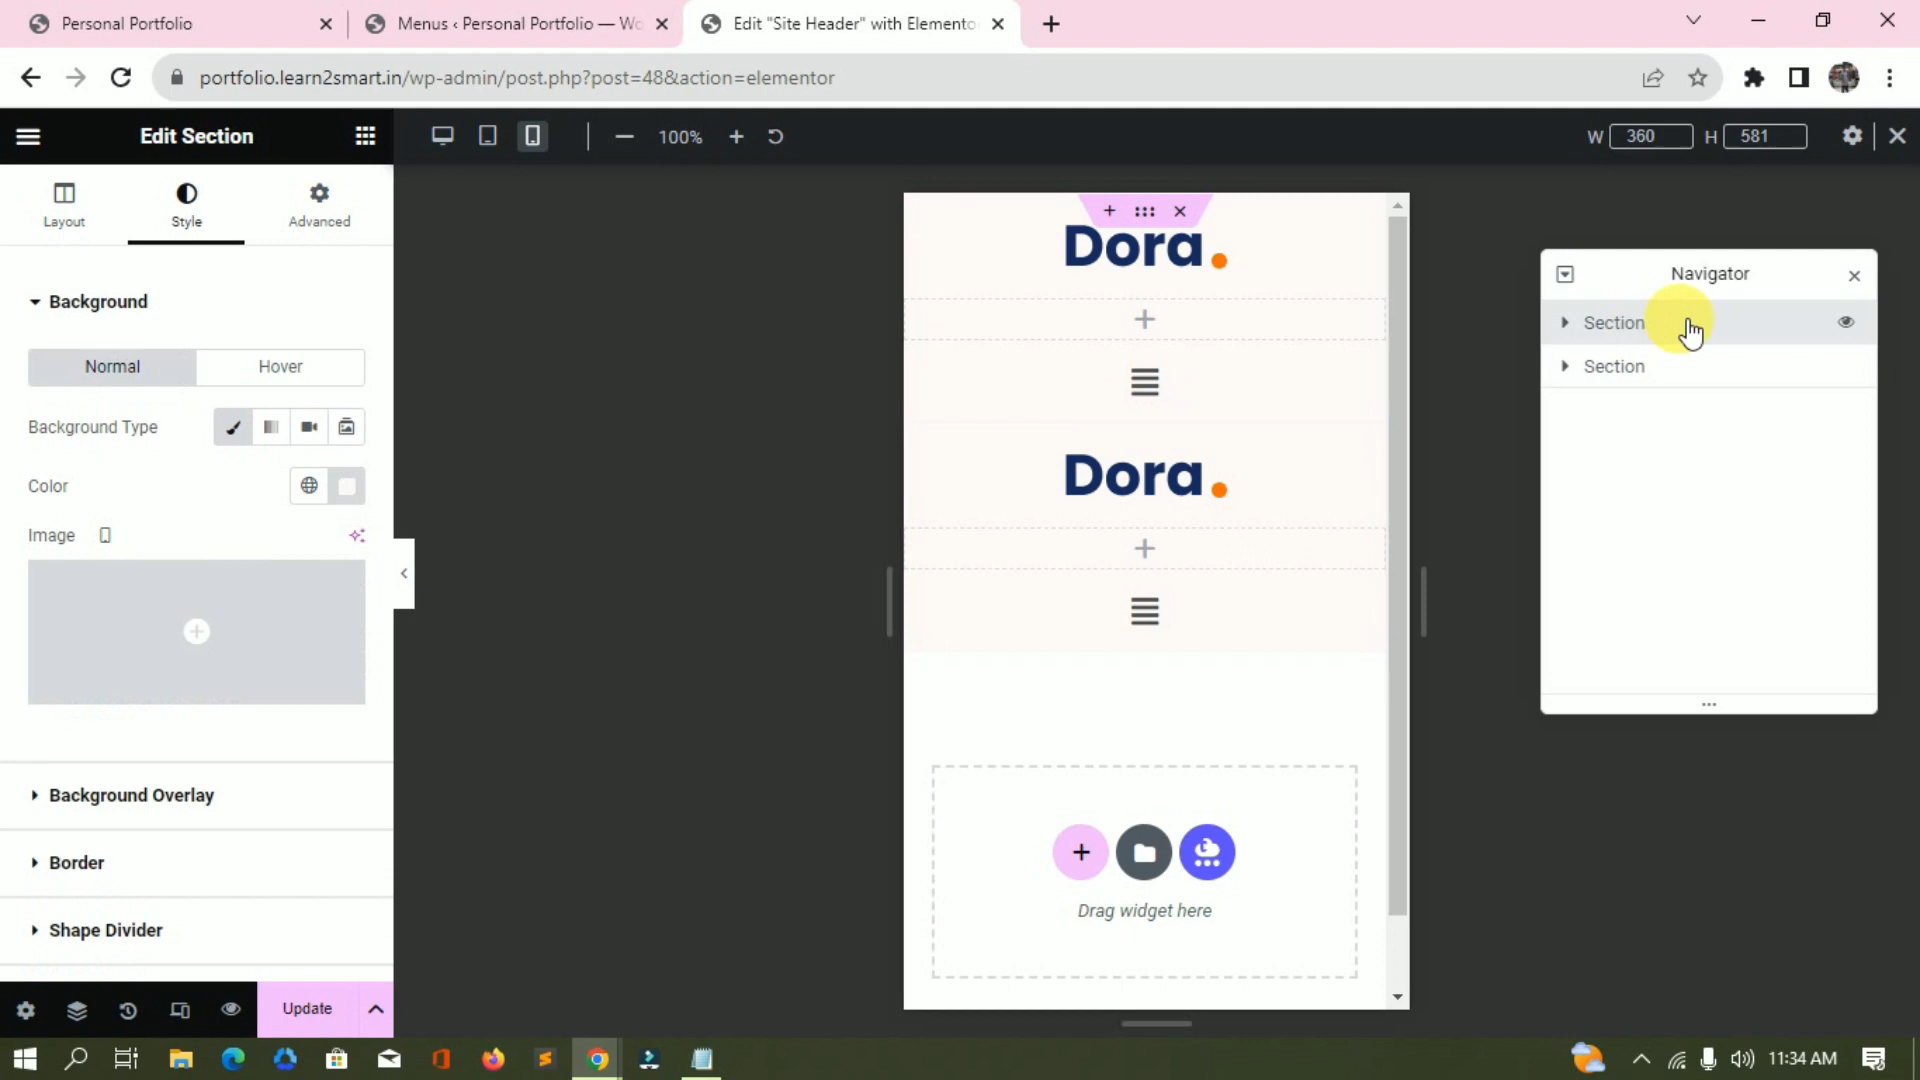 Personal Portfolio
Menus ‹ Personal Portfolio — Wo
Edit "Site Header" with Elemento
portfolio.learn2smart.in/wp-admin/post.php?post=48&action=elementor
Edit Section
100%
W 360 H 581
Layout
Style
Advanced
Background
Normal
Hover
Background Type
Color
Image
Background Overlay
Border
Shape Divider
Update
Dora.
Dora.
Drag widget here
Navigator
Section
Section
11:34 AM